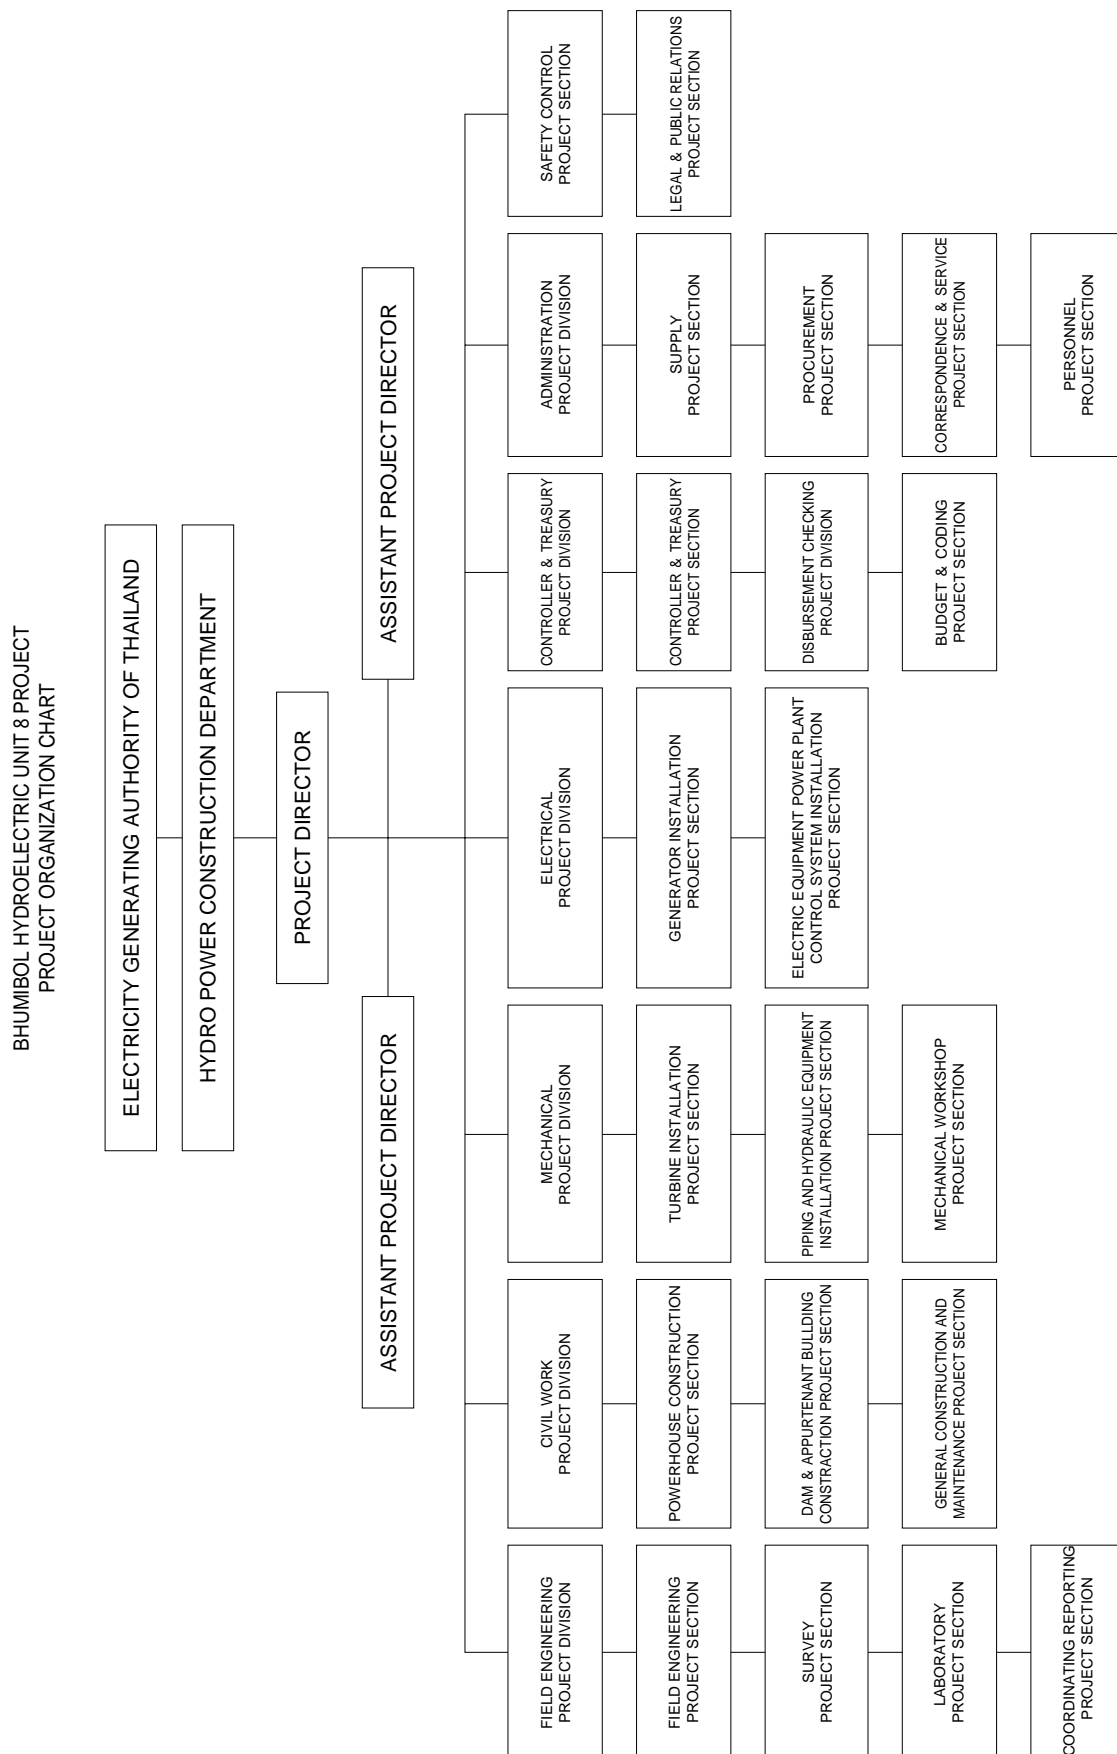 BHUMIBOL HYDROELECTRIC UNIT 8 PROJECT
PROJECT ORGANIZATION CHART
ELECTRICITY GENERATING AUTHORITY OF THAILAND
HYDRO POWER CONSTRUCTION DEPARTMENT
PROJECT DIRECTOR
ASSISTANT PROJECT DIRECTOR
ASSISTANT PROJECT DIRECTOR
FIELD ENGINEERING
PROJECT DIVISION
FIELD ENGINEERING
PROJECT SECTION
SURVEY
PROJECT SECTION
LABORATORY
PROJECT SECTION
COORDINATING REPORTING
PROJECT SECTION
CIVIL WORK
PROJECT DIVISION
POWERHOUSE CONSTRUCTION
PROJECT SECTION
DAM & APPURTENANT BULLDING
CONSTRACTION PROJECT SECTION
GENERAL CONSTRUCTION AND
MAINTENANCE PROJECT SECTION
MECHANICAL
PROJECT DIVISION
TURBINE INSTALLATION
PROJECT SECTION
PIPING AND HYDRAULIC EQUIPMENT
INSTALLATION PROJECT SECTION
MECHANICAL WORKSHOP
PROJECT SECTION
ELECTRICAL
PROJECT DIVISION
GENERATOR INSTALLATION
PROJECT SECTION
ELECTRIC EQUIPMENT POWER PLANT
CONTROL SYSTEM INSTALLATION
PROJECT SECTION
CONTROLLER & TREASURY
PROJECT DIVISION
CONTROLLER & TREASURY
PROJECT SECTION
DISBURSEMENT CHECKING
PROJECT DIVISION
BUDGET & CODING
PROJECT SECTION
ADMINISTRATION
PROJECT DIVISION
SUPPLY
PROJECT SECTION
PROCUREMENT
PROJECT SECTION
CORRESPONDENCE & SERVICE
PROJECT SECTION
PERSONNEL
PROJECT SECTION
SAFETY CONTROL
PROJECT SECTION
LEGAL & PUBLIC RELATIONS
PROJECT SECTION